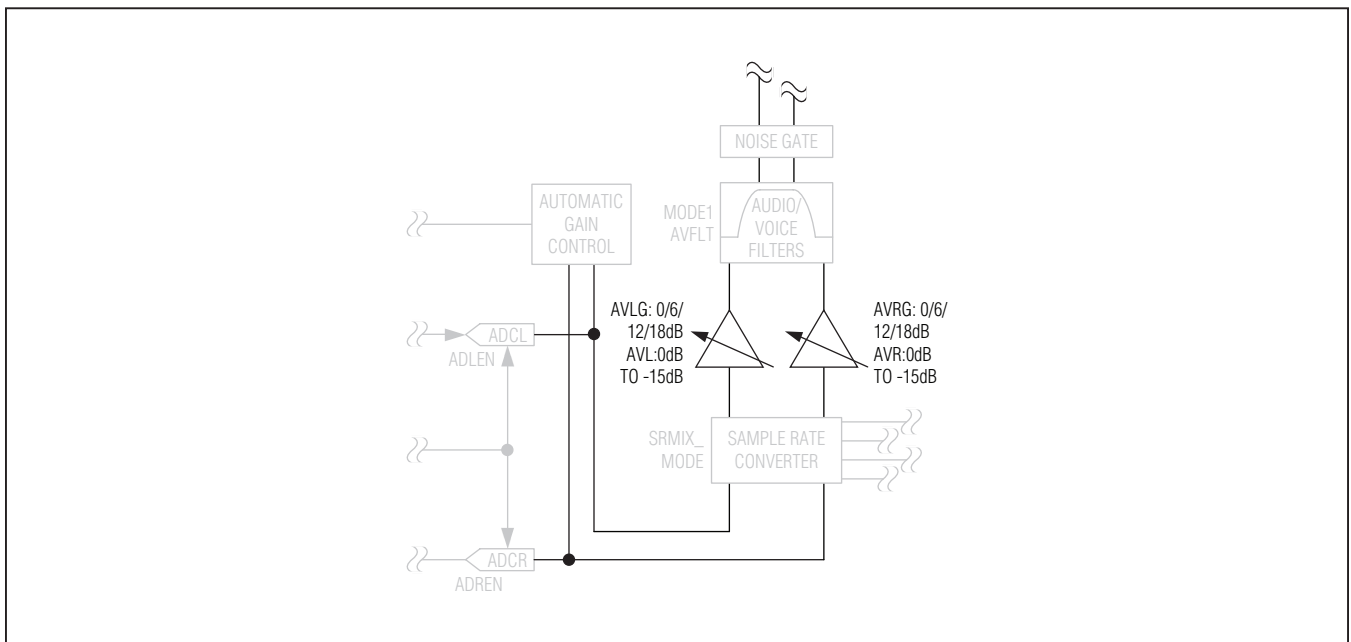 NOISE GATE
AUTOMATIC
GAIN
CONTROL
MODE1
AVFLT
AUDIO/
VOICE
FILTERS
AVLG: 0/6/
12/18dB
AVL:0dB
TO -15dB
AVRG: 0/6/
12/18dB
AVR:0dB
TO -15dB
ADCL
ADLEN
SRMIX_
MODE
SAMPLE RATE
CONVERTER
ADCR
ADREN